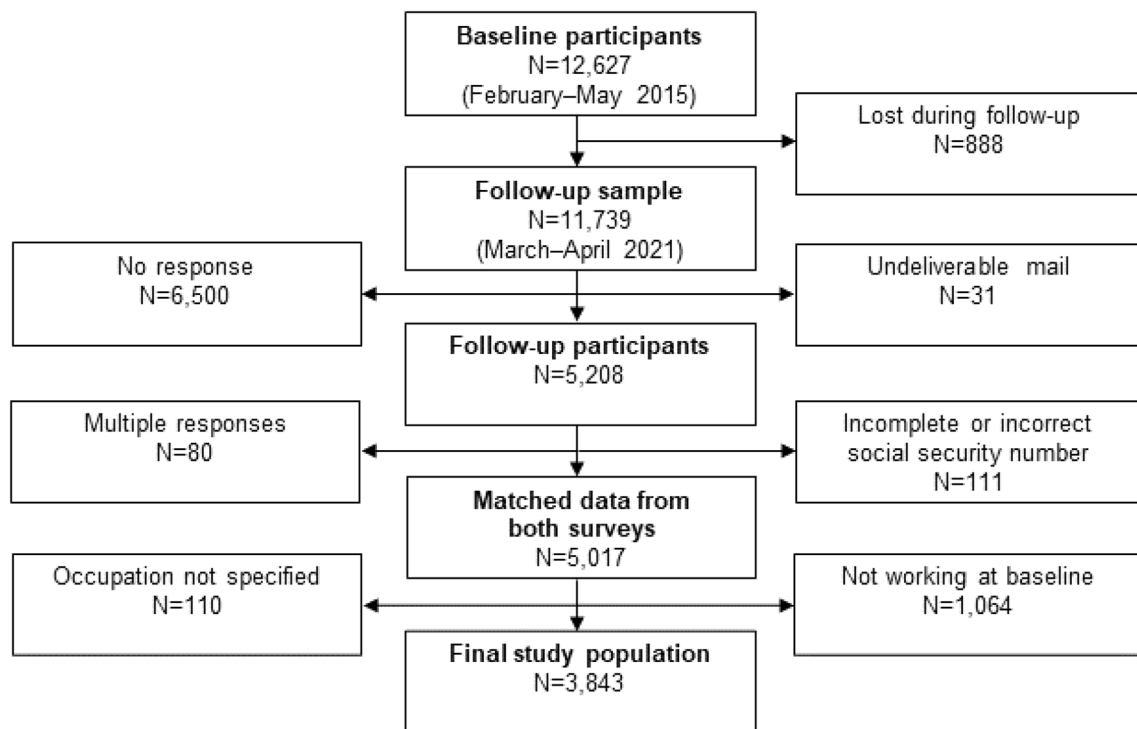 Baseline participants
N=12,627
(February–May 2015)
Lost during follow-up
N=888
Follow-up sample
N=11,739
(March–April 2021)
No response
N=6,500
Undeliverable mail
N=31
Follow-up participants
N=5,208
Multiple responses
N=80
Incomplete or incorrect
social security number
N=111
Matched data from
both surveys
N=5,017
Occupation not specified
N=110
Not working at baseline
N=1,064
Final study population
N=3,843